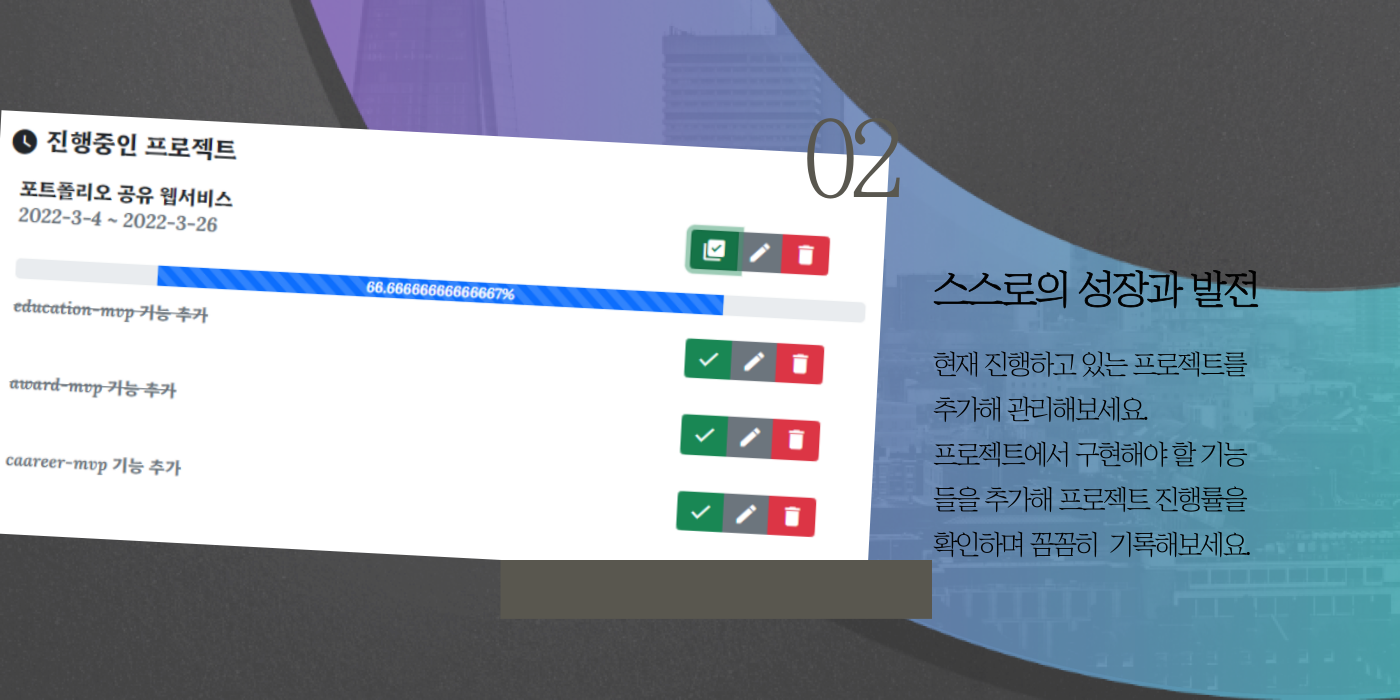 진행중인 프로젝트
포트폴리오 공유 웹서비스
2022-3-4 ~ 2022-3-26
66.66666666666667%
education-mvp 기능 추가
award-mvp 기능 추가
caareer-mvp 기능 추가
02
스스로의 성장과 발전
현재 진행하고 있는 프로젝트를
추가해 관리해보세요.
프로젝트에서 구현해야 할 기능
들을 추가해 프로젝트 진행률을
확인하며 꼼꼼히 기록해보세요.